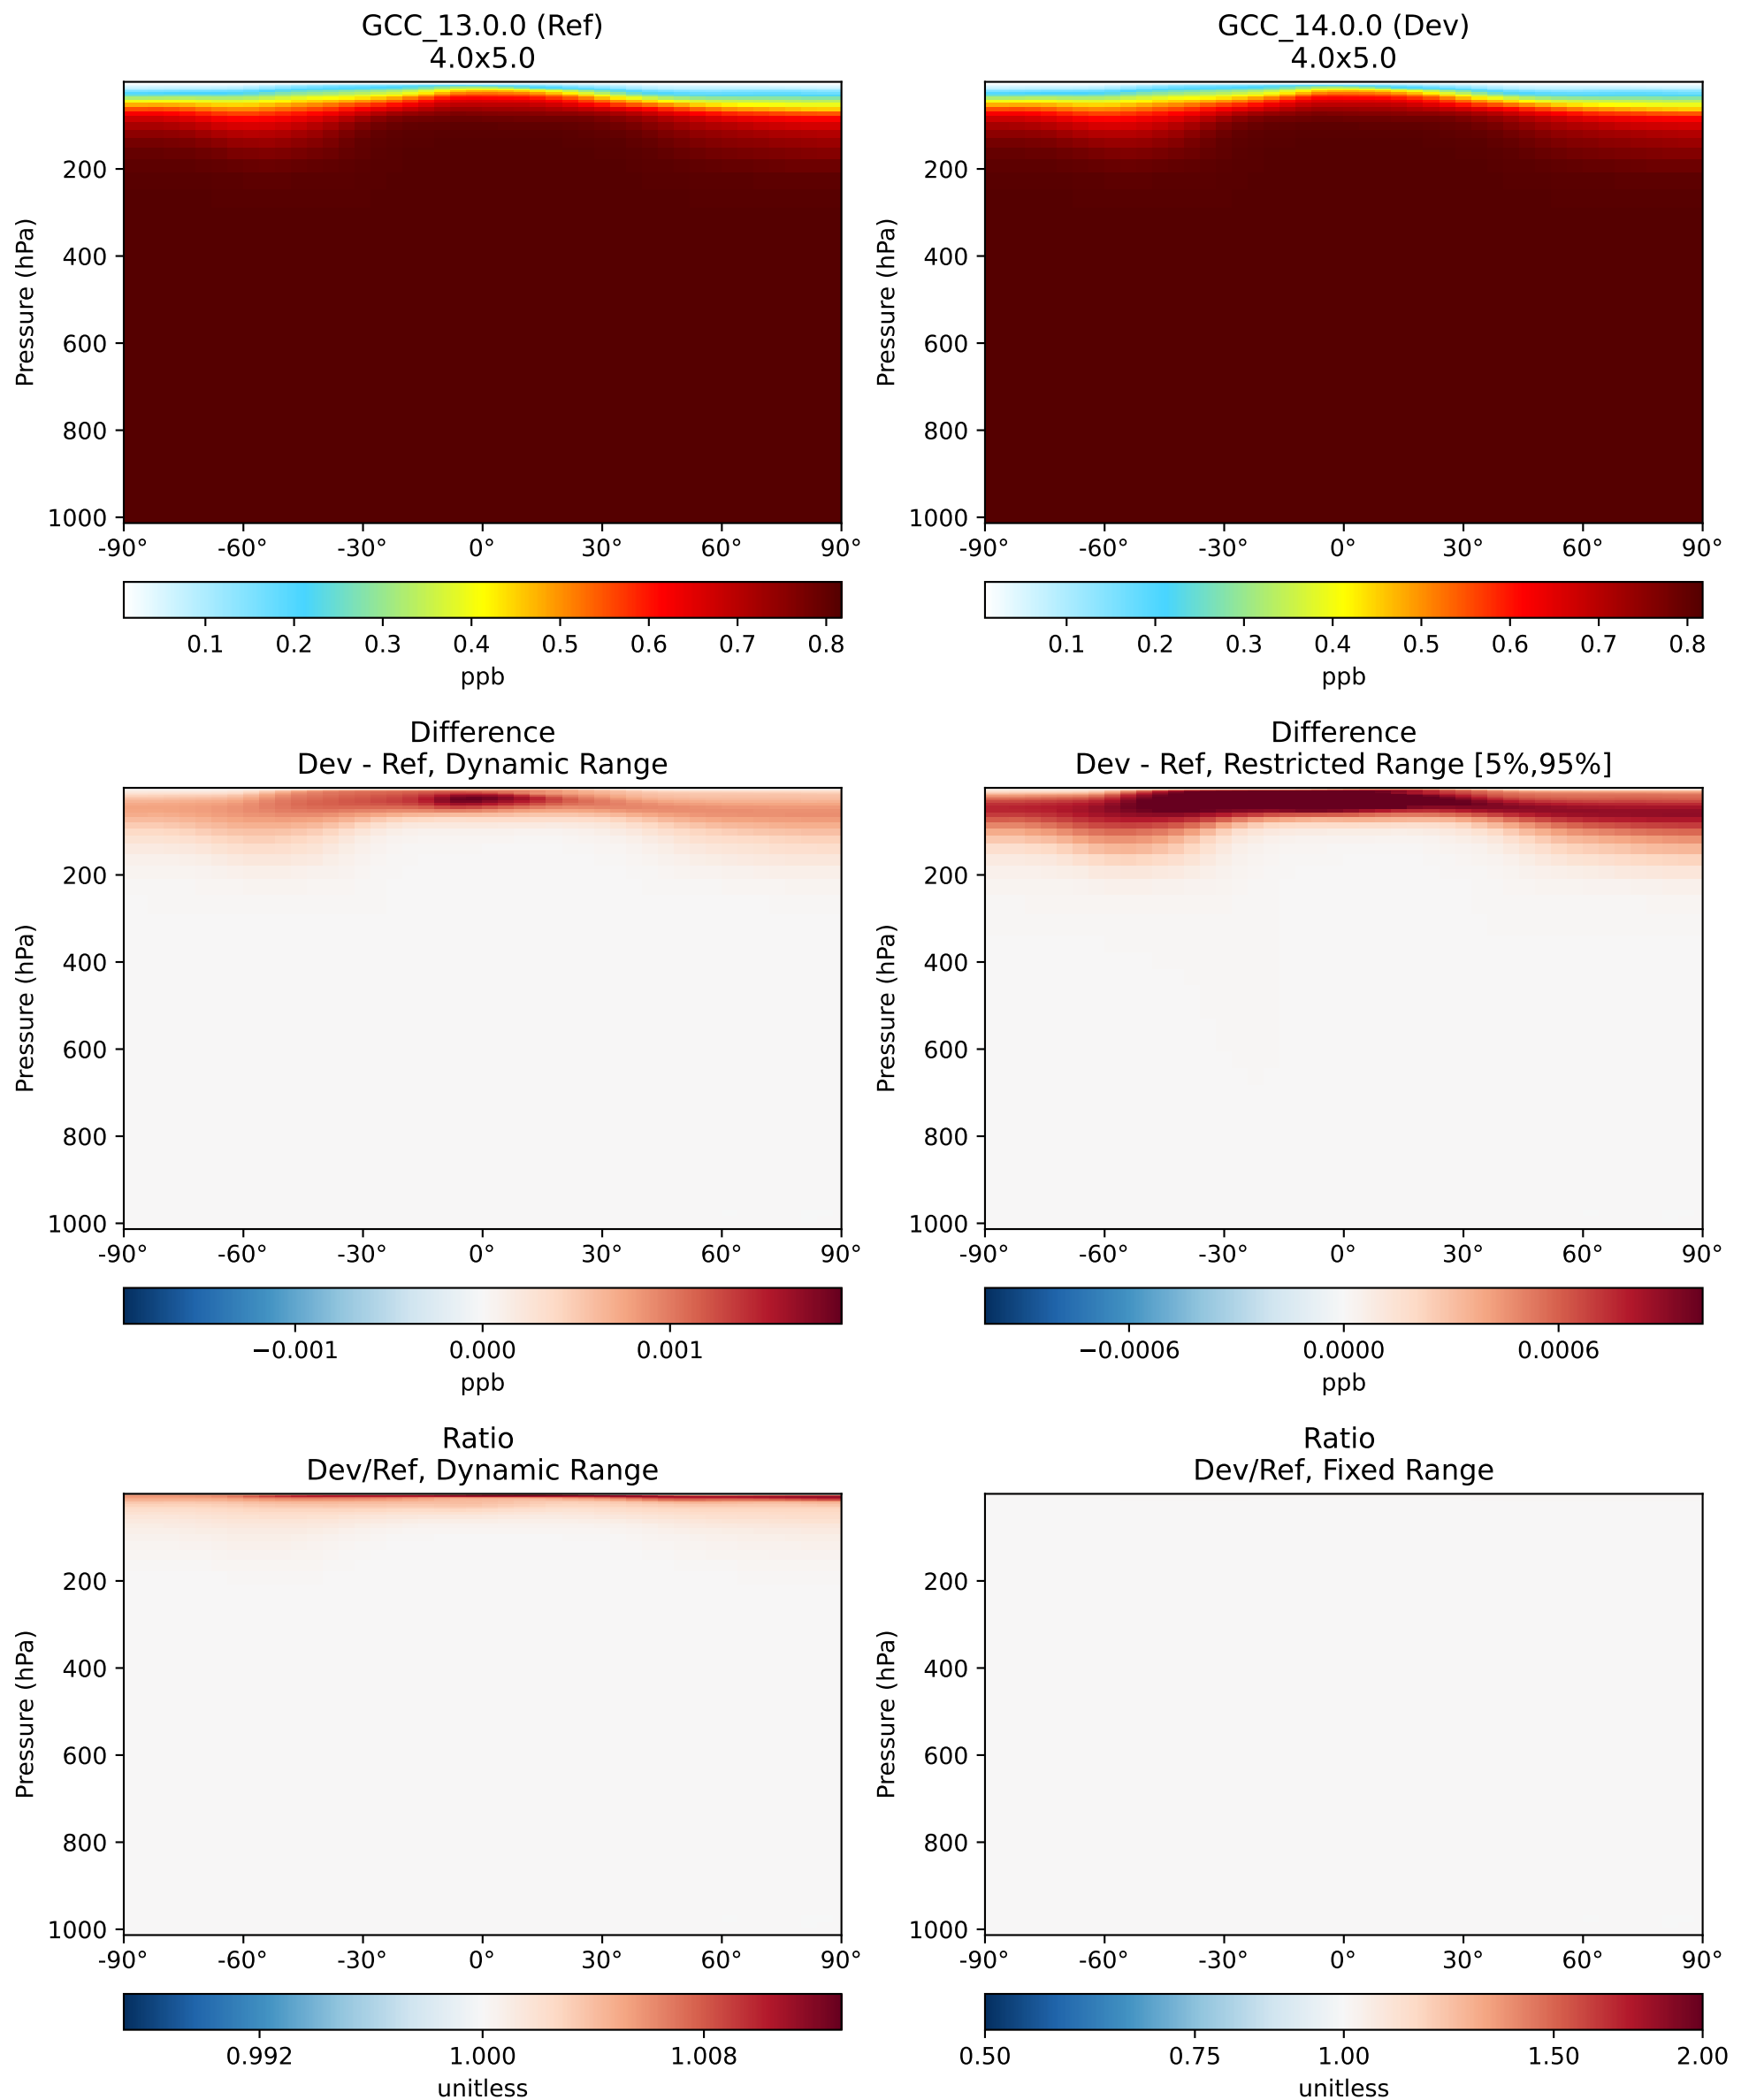 GCC_13.0.0 (Ref)
4.0x5.0
Pressure (hPa)
200
400
600
800
1000
-90° -60° -30° 0° 30° 60° 90°
0.1 0.2 0.3 0.4 0.5 0.6 0.7 0.8
ppb
GCC_14.0.0 (Dev)
4.0x5.0
Pressure (hPa)
200
400
600
800
1000
-90° -60° -30° 0° 30° 60° 90°
0.1 0.2 0.3 0.4 0.5 0.6 0.7 0.8
ppb
Difference
Dev - Ref, Dynamic Range
Pressure (hPa)
200
400
600
800
1000
-90° -60° -30° 0° 30° 60° 90°
−0.001 0.000 0.001
ppb
Difference
Dev - Ref, Restricted Range [5%,95%]
Pressure (hPa)
200
400
600
800
1000
-90° -60° -30° 0° 30° 60° 90°
−0.0006 0.0000 0.0006
ppb
Ratio
Dev/Ref, Dynamic Range
Pressure (hPa)
200
400
600
800
1000
-90° -60° -30° 0° 30° 60° 90°
0.992 1.000 1.008
unitless
Ratio
Dev/Ref, Fixed Range
Pressure (hPa)
200
400
600
800
1000
-90° -60° -30° 0° 30° 60° 90°
0.50 0.75 1.00 1.50 2.00
unitless